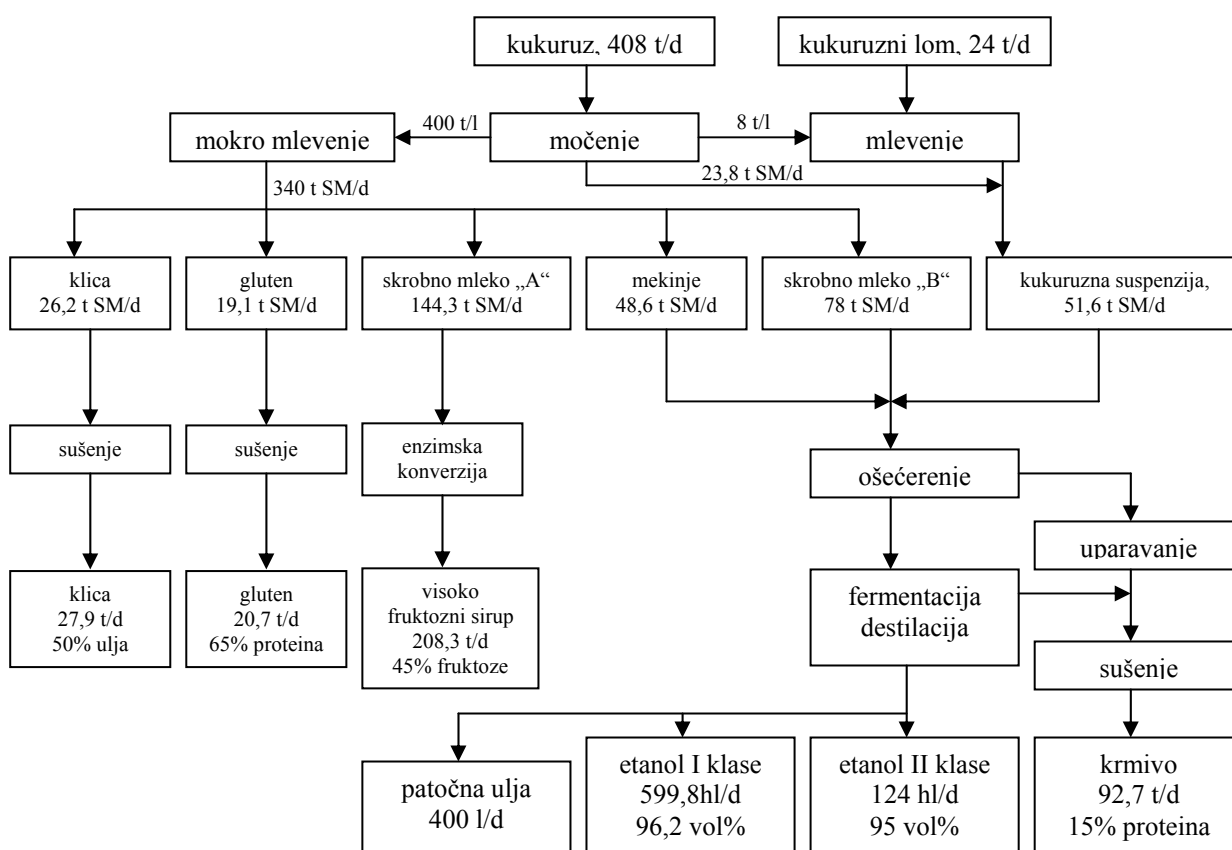 kukuruz, 408 t/d
kukuruzni lom, 24 t/d
mokro mlevenje
400 t/l
močenje
8 t/l
mlevenje
23,8 t SM/d
340 t SM/d
klica
26,2 t SM/d
gluten
19,1 t SM/d
skrobno mleko „A“
144,3 t SM/d
mekinje
48,6 t SM/d
skrobno mleko „B“
78 t SM/d
kukuruzna suspenzija,
51,6 t SM/d
sušenje
sušenje
enzimska
konverzija
ošećerenje
uparavanje
klica
27,9 t/d
50% ulja
gluten
20,7 t/d
65% proteina
visoko
fruktozni sirup
208,3 t/d
45% fruktoze
fermentacija
destilacija
sušenje
patočna ulja
400 l/d
etanol I klase
599,8hl/d
96,2 vol%
etanol II klase
124 hl/d
95 vol%
krmivo
92,7 t/d
15% proteina